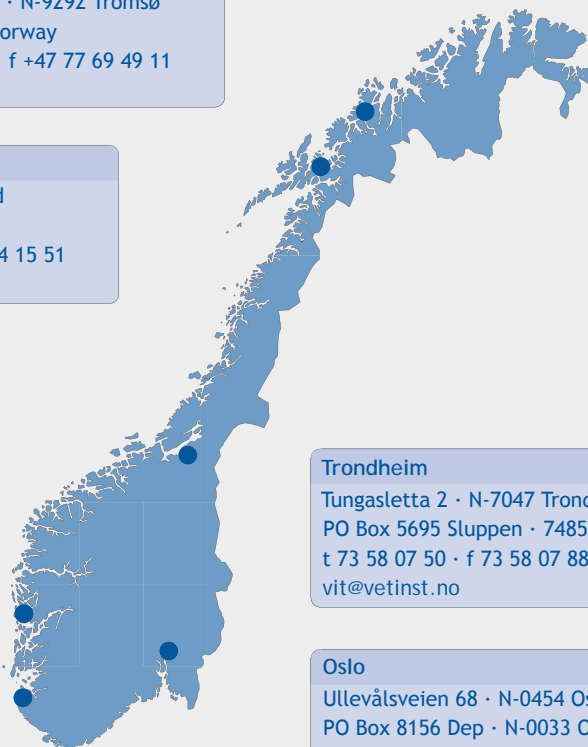 · N-9292 Tromsø
orway
f +47 77 69 49 11
4 15 51
Trondheim
Tungasletta 2 · N-7047 Trond
PO Box 5695 Sluppen · 7485
t 73 58 07 50 · f 73 58 07 88
vit@vetinst.no
Oslo
Ullevålsveien 68 · N-0454 Os
PO Box 8156 Dep · N-0033 O